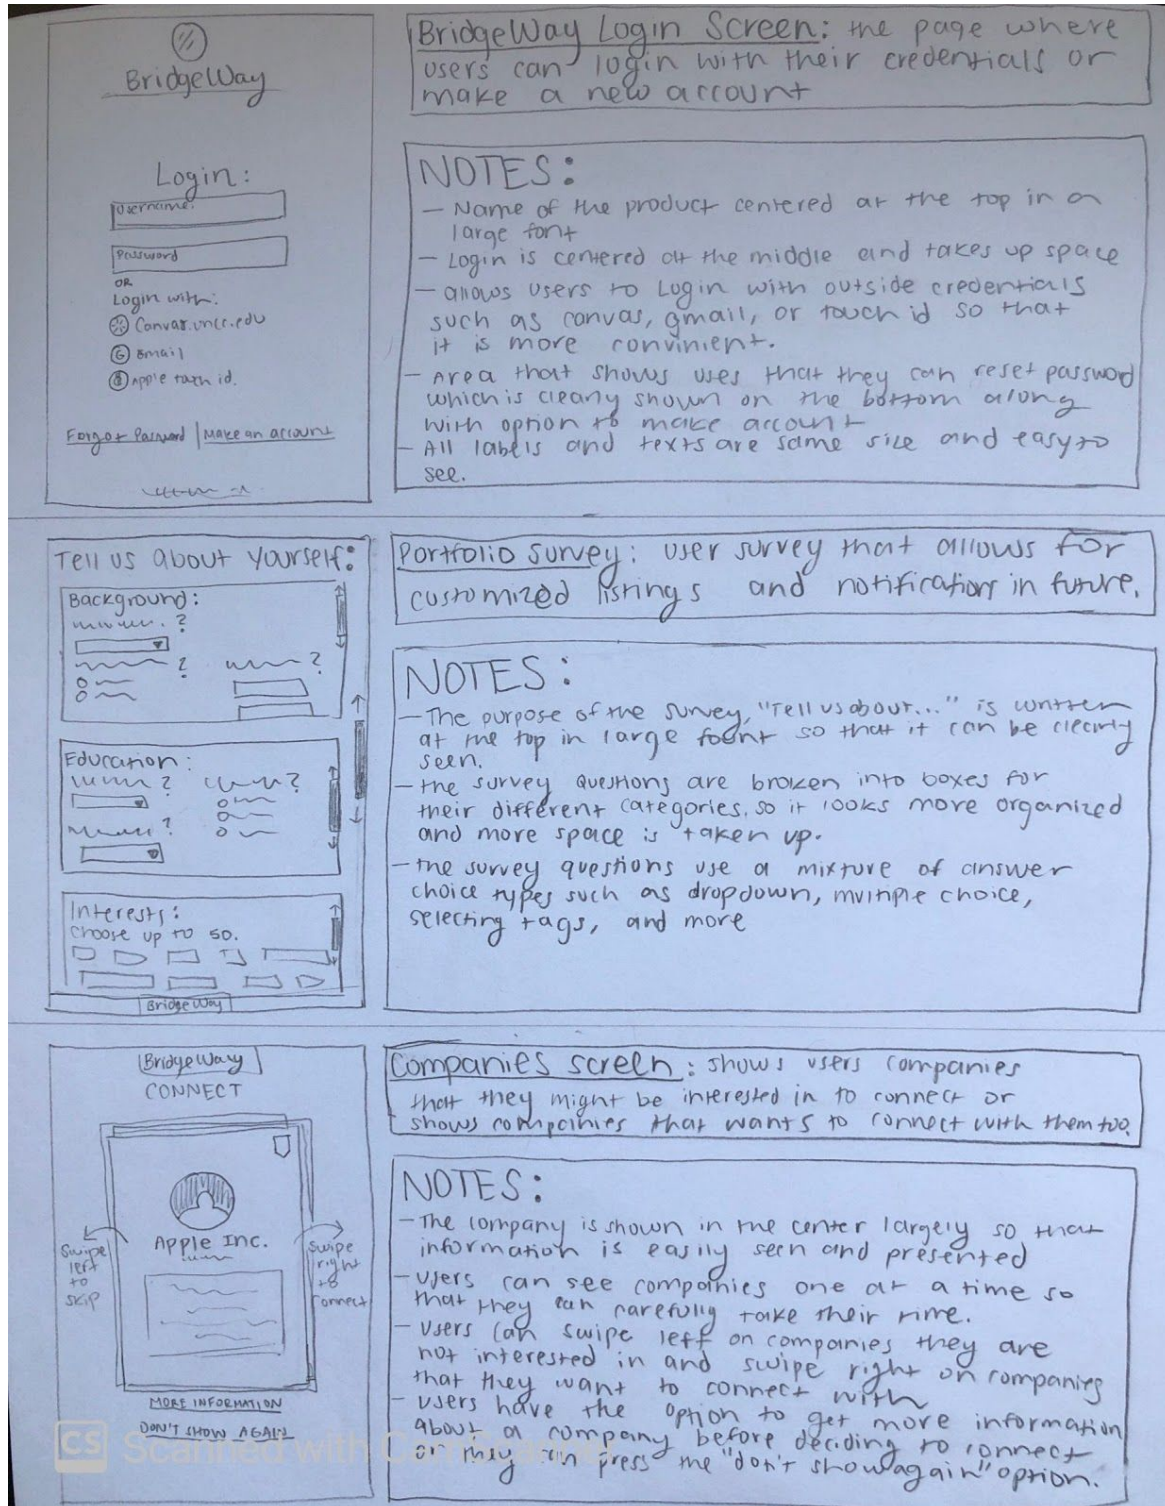 BridgeWay
Login:
Username:
Password
OR
Login with:
Canvas.uncc.edu
G Gmail
Apple toch id.
Forgot Password | Make an account
BridgeWay Login Screen: the page where
users can login with their credentials or
make a new account
NOTES:
- Name of the product centered at the top in a
large font
- Login is centered at the middle and takes up space
- allows users to Login with outside credentials
such as canvas, gmail, or touch id so that
it is more convinient.
- Area that shows uses that they can reset password
which is clearly shown on the bottom along
with option to make account
- All labels and texts are same size and easy to
see.
Tell us about yourself:
Background:
?
? ?
Education:
? ?
?
Interests:
choose up to 50.
BridgeWay
Portfolio survey: user survey that allows for
customized listings and notifications in future.
NOTES:
- The purpose of the survey, "Tell us about..." is written
at the top in large foont so that it can be clearly
seen.
- the survey questions are broken into boxes for
their different categories, so it looks more organized
and more space is taken up.
- the survey questions use a mixture of answer
choice types such as dropdown, multiple choice,
selecting tags, and more
BridgeWay
CONNECT
Apple Inc.
Swipe
left
to
skip
swipe
right
to
connect
MORE INFORMATION
DON'T SHOW AGAIN
Companies screen: shows users companies
that they might be interested in to connect or
shows companies that wants to connect with them too.
NOTES:
- The company is shown in the center largely so that
information is easily seen and presented
- users can see companies one at a time so
that they can carefully take their time.
- users can swipe left on companies they are
not interested in and swipe right on companies
that they want to connect with
- users have the option to get more information
about a company before deciding to connect
or they can press the "don't show again" option.
CS Scanned with CamScanner